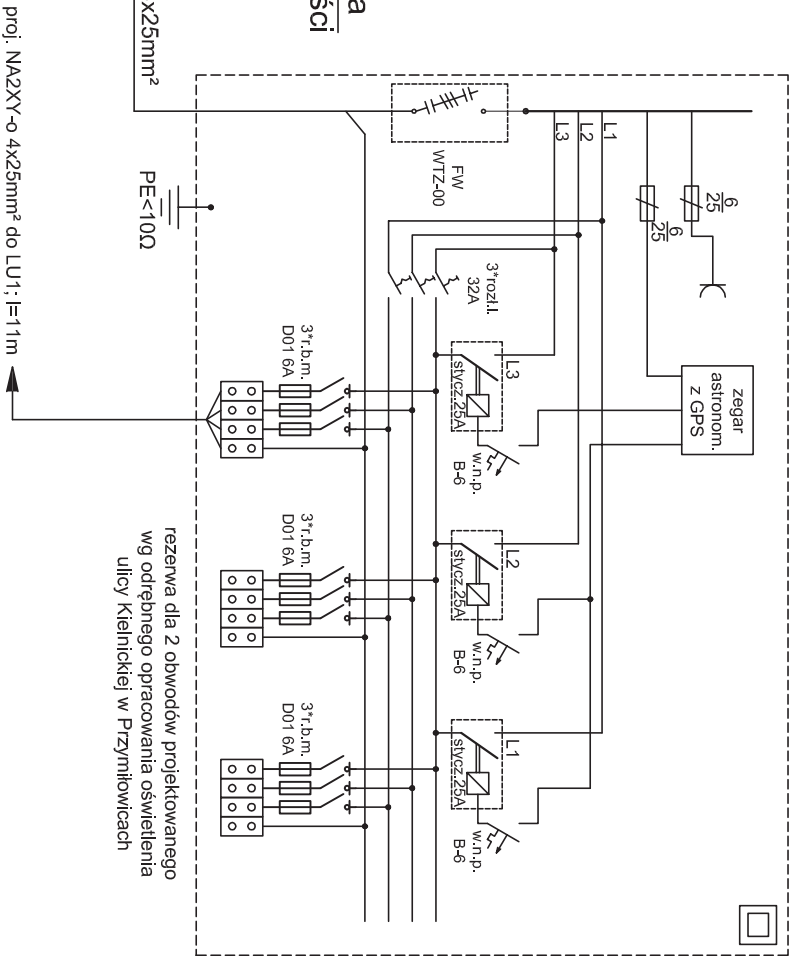 a
ści
x25mm²
proj. NA2XY-o 4x25mm² do LU1; l=11m
PE<10Ω
FW
WTZ-00
L1
L2
L3
6
25
6
25
zegar
astronom.
z GPS
3*rozł.I.
32A
L3
stycz.25A
w.n.p.
B-6
3*r.b.m.
D01 6A
L2
stycz.25A
w.n.p.
B-6
3*r.b.m.
D01 6A
L1
stycz.25A
w.n.p.
B-6
3*r.b.m.
D01 6A
rezerwa dla 2 obwodów projektowanego
wg odrębnego opracowania oświetlenia
ulicy Kielnickiej w Przymiłowicach